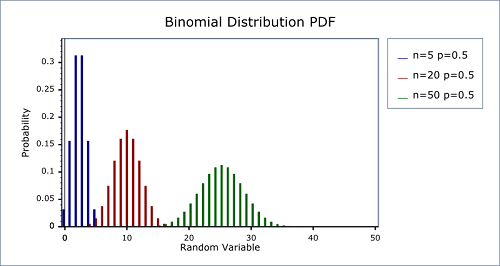 Binomial Distribution PDF
Probability
0.3
0.25
0.2
0.15
0.1
0.05
0
0 10 20 30 40 50
Random Variable
n=5 p=0.5
n=20 p=0.5
n=50 p=0.5